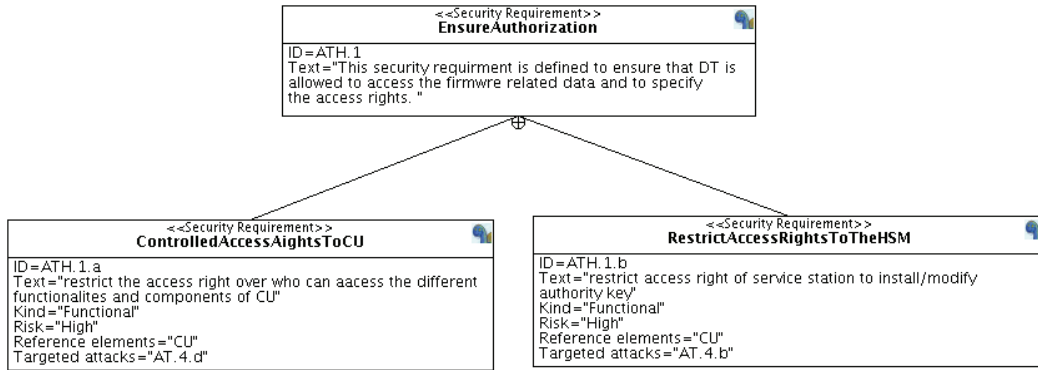 <<Security Requirement>>
EnsureAuthorization
ID=ATH.1
Text="This security requirment is defined to ensure that DT is
allowed to access the firmwre related data and to specify
the access rights. "
<<Security Requirement>>
ControlledAccessAightsToCU
ID=ATH.1.a
Text="restrict the access right over who can aacess the different
functionalites and components of CU"
Kind="Functional"
Risk="High"
Reference elements="CU"
Targeted attacks="AT.4.d"
<<Security Requirement>>
RestrictAccessRightsToTheHSM
ID=ATH.1.b
Text="restrict access right of service station to install/modify
authority key"
Kind="Functional"
Risk="High"
Reference elements="CU"
Targeted attacks="AT.4.b"